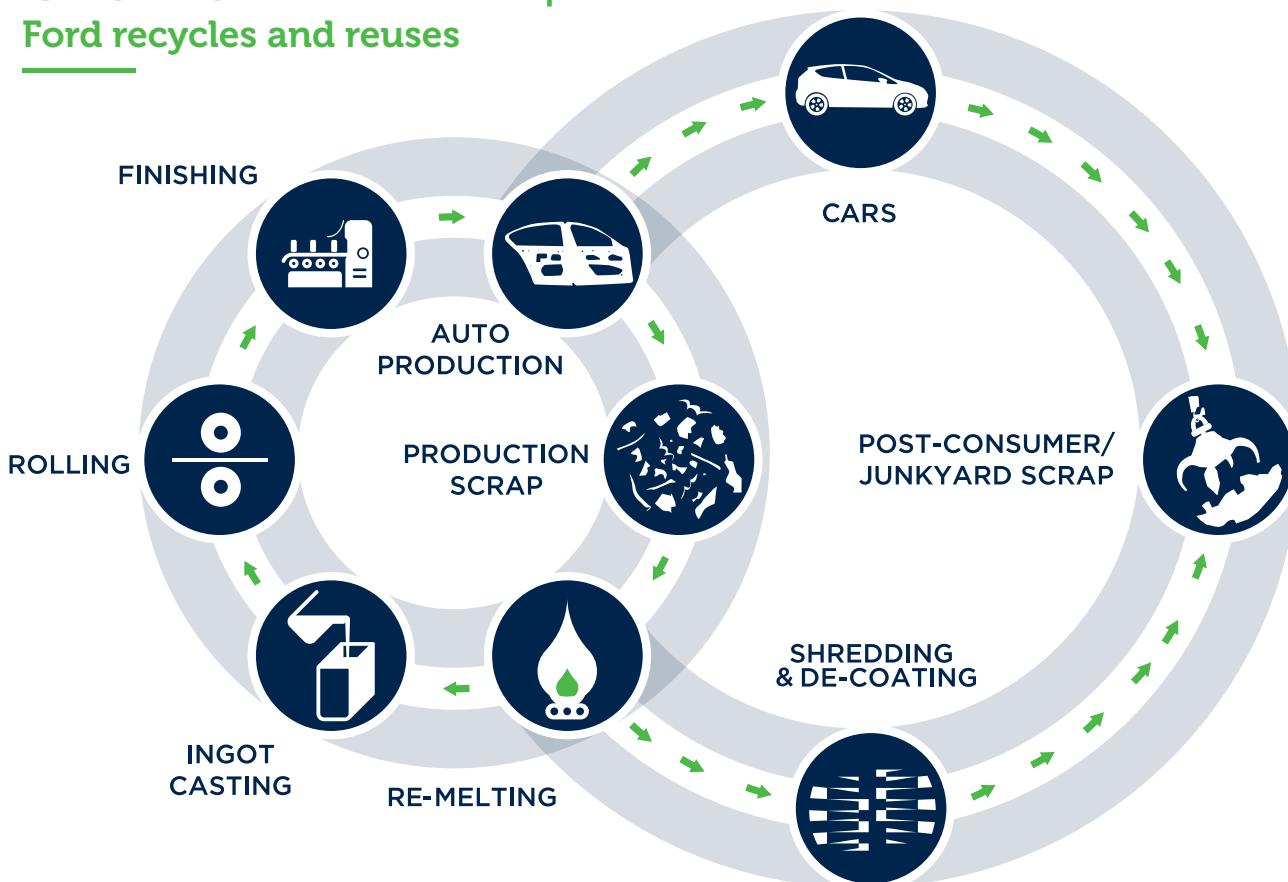 Ford recycles and reuses
CARS
FINISHING
AUTO
PRODUCTION
PRODUCTION
SCRAP
POST-CONSUMER/
JUNKYARD SCRAP
ROLLING
SHREDDING
& DE-COATING
INGOT
CASTING
RE-MELTING